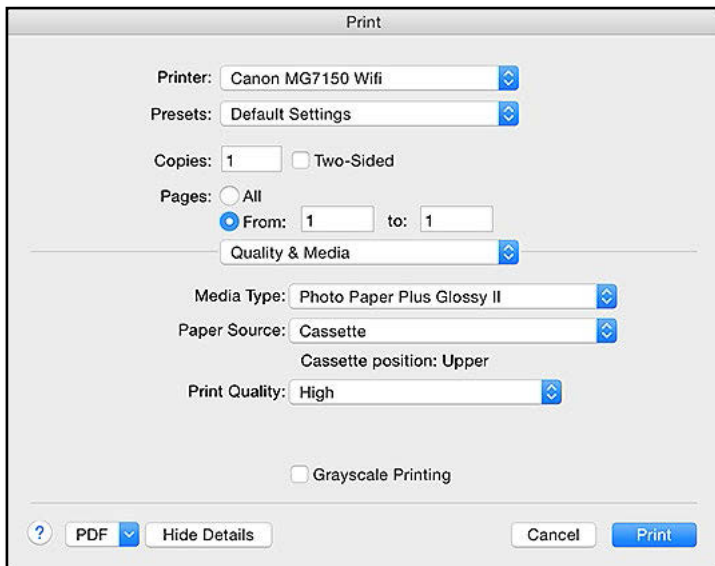 Print
Printer: Canon MG7150 Wifi
Presets: Default Settings
Copies: 1 Two-Sided
Pages: All
From: 1 to: 1
Quality & Media
Media Type: Photo Paper Plus Glossy II
Paper Source: Cassette
Cassette position: Upper
Print Quality: High
Grayscale Printing
? PDF Hide Details Cancel Print